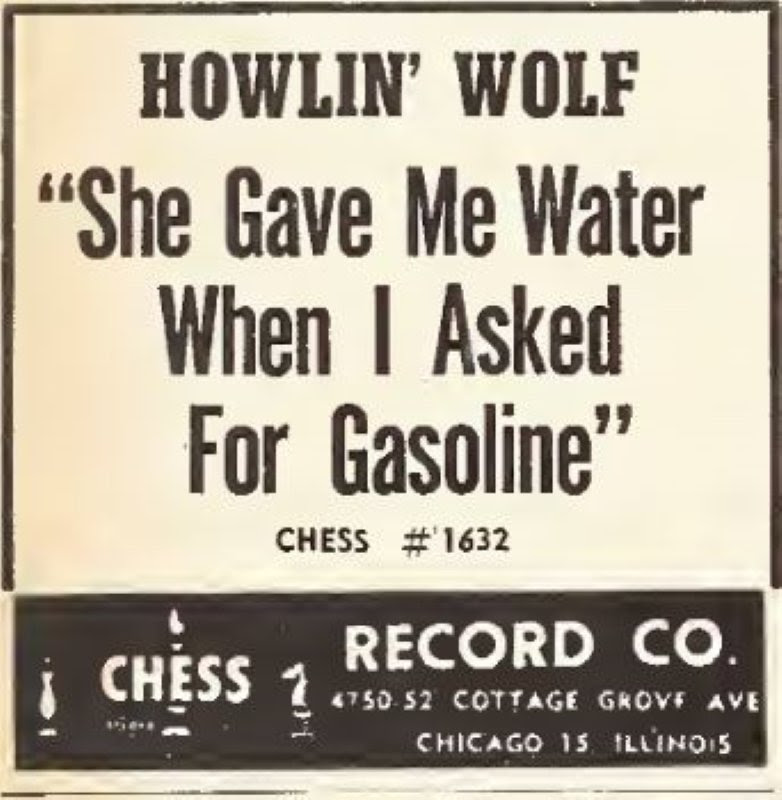 HOWLIN' WOLF
“She Gave Me Water
When I Asked
For Gasoline”
CHESS #1632
CHESS
RECORD CO.
4750-52 COTTAGE GROVE AVE
CHICAGO 15, ILLINOIS